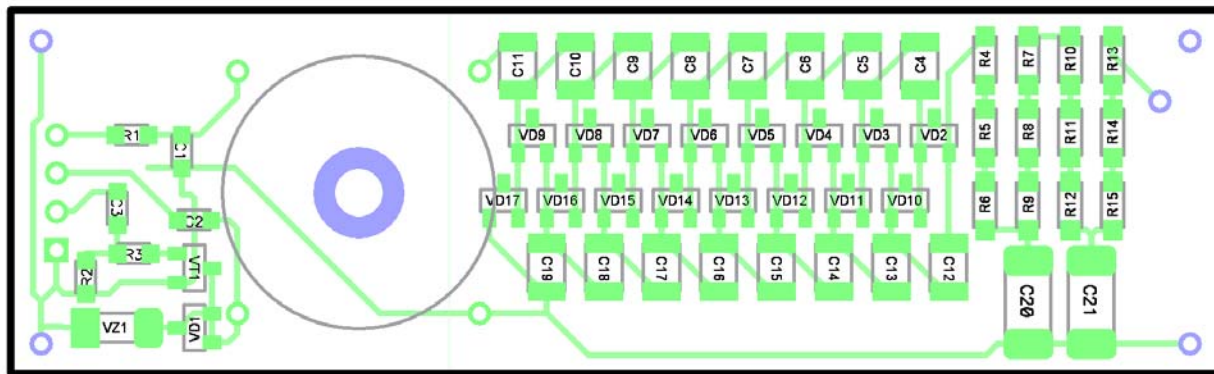 C11 C10 C9 C8 C7 C6 C5 C4 R4 R7 R10 R13
R1 C1 VD9 VD8 VD7 VD6 VD5 VD4 VD3 VD2 R5 R8 R11 R14
C3 C2 VD17 VD16 VD15 VD14 VD13 VD12 VD11 VD10 R6 R9 R12 R15
R3 R2 VT1 C19 C18 C17 C16 C15 C14 C13 C12 C20 C21
VZ1 VD1